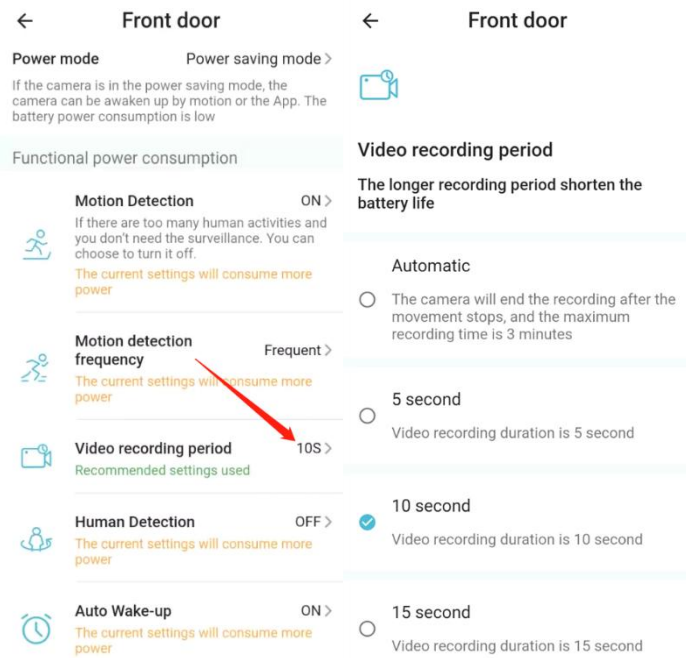 Front door
Power mode
Power saving mode
If the camera is in the power saving mode, the
camera can be awaken up by motion or the App. The
battery power consumption is low
Functional power consumption
Motion Detection
ON
If there are too many human activities and
you don't need the surveillance. You can
choose to turn it off.
The current settings will consume more
power
Motion detection
frequency
Frequent
The current settings will consume more
power
Video recording period
10S
Recommended settings used
Human Detection
OFF
The current settings will consume more
power
Auto Wake-up
ON
The current settings will consume more
power
Front door
Video recording period
The longer recording period shorten the
battery life
Automatic
The camera will end the recording after the
movement stops, and the maximum
recording time is 3 minutes
5 second
Video recording duration is 5 second
10 second
Video recording duration is 10 second
15 second
Video recording duration is 15 second